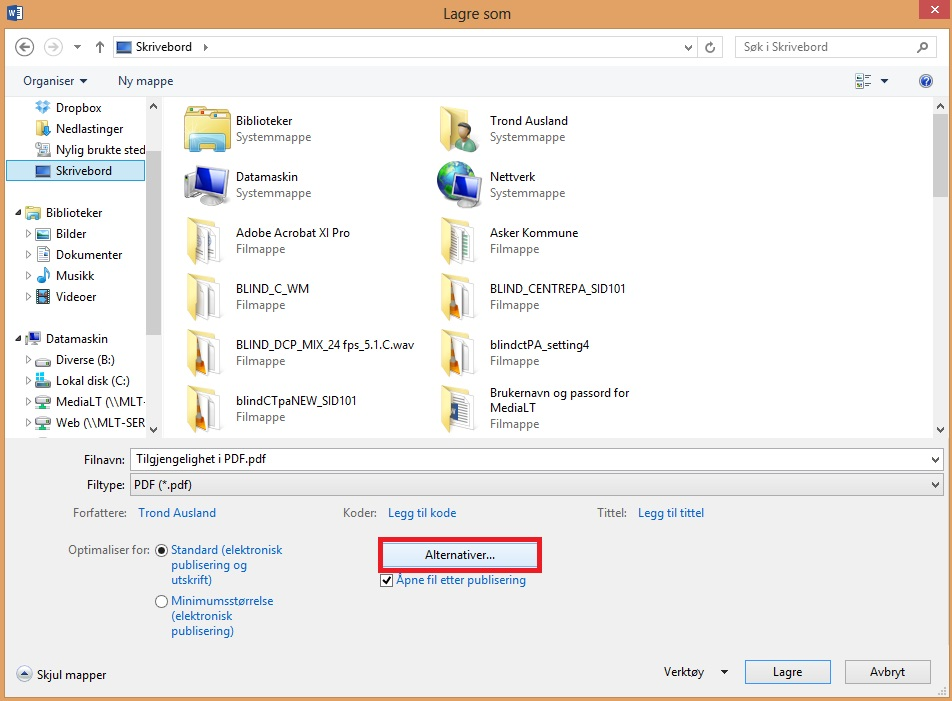 Lagre som
Skrivebord
Søk i Skrivebord
Organiser
Ny mappe
Dropbox
Nedlastinger
Nylig brukte sted
Skrivebord
Biblioteker
Bilder
Dokumenter
Musikk
Videoer
Datamaskin
Diverse (B:)
Lokal disk (C:)
MediaLT (\\MLT-
Web (\\MLT-SER
Biblioteker
Systemmappe
Trond Ausland
Systemmappe
Datamaskin
Systemmappe
Nettverk
Systemmappe
Adobe Acrobat XI Pro
Filmappe
Asker Kommune
Filmappe
BLIND_C_WM
Filmappe
BLIND_CENTREPA_SID101
Filmappe
BLIND_DCP_MIX_24 fps_5.1.C.wav
Filmappe
blindctPA_setting4
Filmappe
blindCTpaNEW_SID101
Filmappe
Brukernavn og passord for
MediaLT
Filmappe
Filnavn: Tilgjengelighet i PDF.pdf
Filtype: PDF (*.pdf)
Forfattere: Trond Ausland
Koder: Legg til kode
Tittel: Legg til tittel
Optimaliser for: Standard (elektronisk
publisering og
utskrift)
Minimumsstørrelse
(elektronisk
publisering)
Alternativer...
Åpne fil etter publisering
Skjul mapper
Verktøy
Lagre
Avbryt